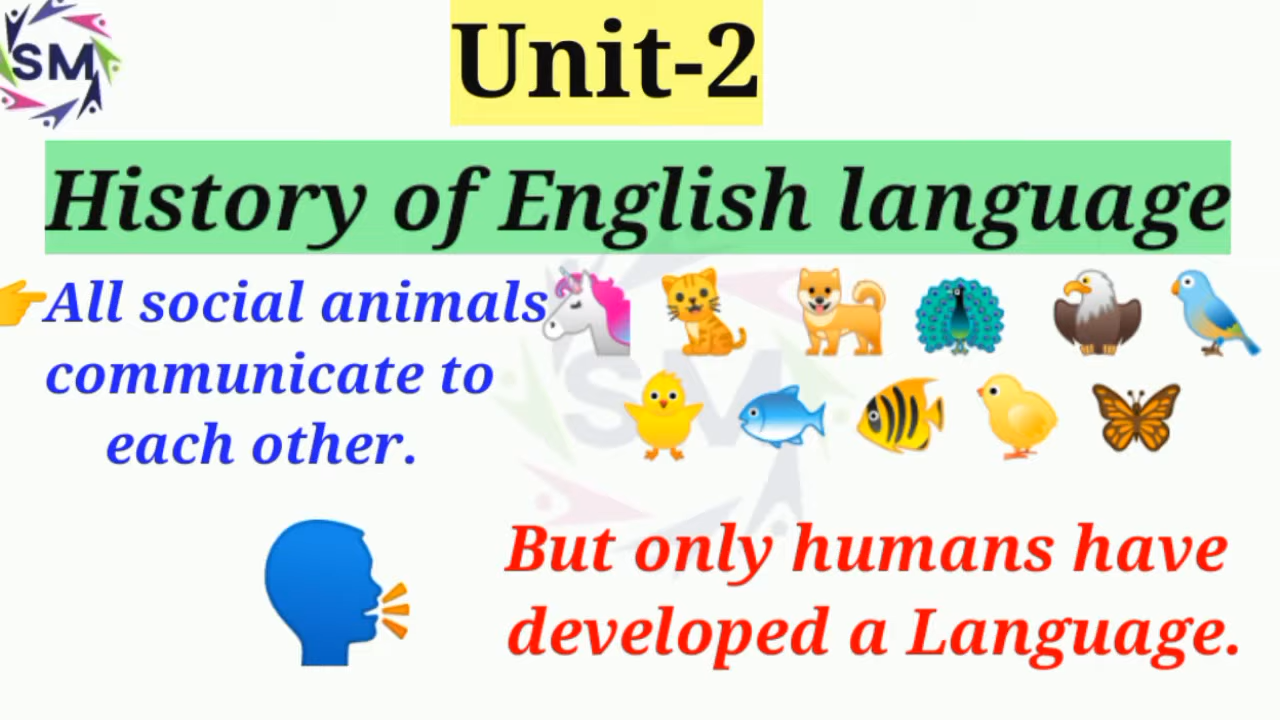 SM
Unit-2
History of English language
All social animals
communicate to
each other.
SM
But only humans have
developed a Language.